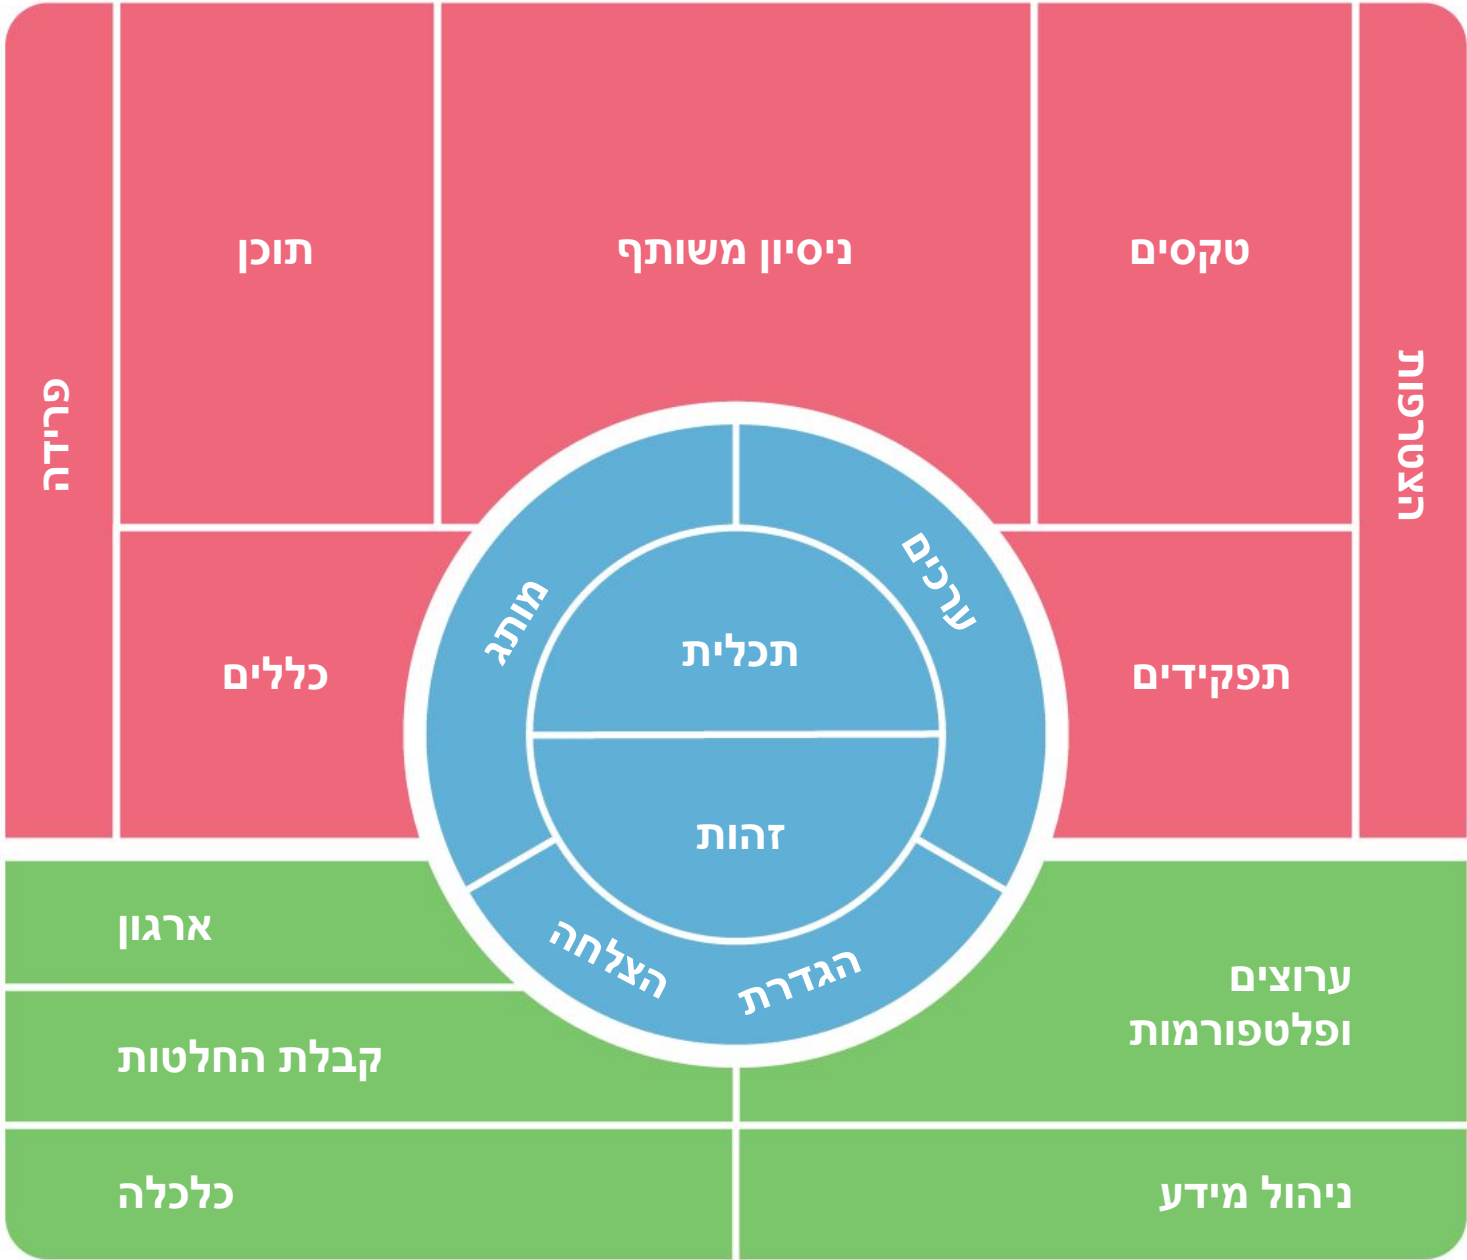 הצטרפות
טקסים
ניסיון משותף
תוכן
פרידה
תפקידים
כללים
ערכים
מותג
תכלית
זהות
הגדרת הצלחה
ערוצים
ופלטפורמות
ניהול מידע
ארגון
קבלת החלטות
כלכלה